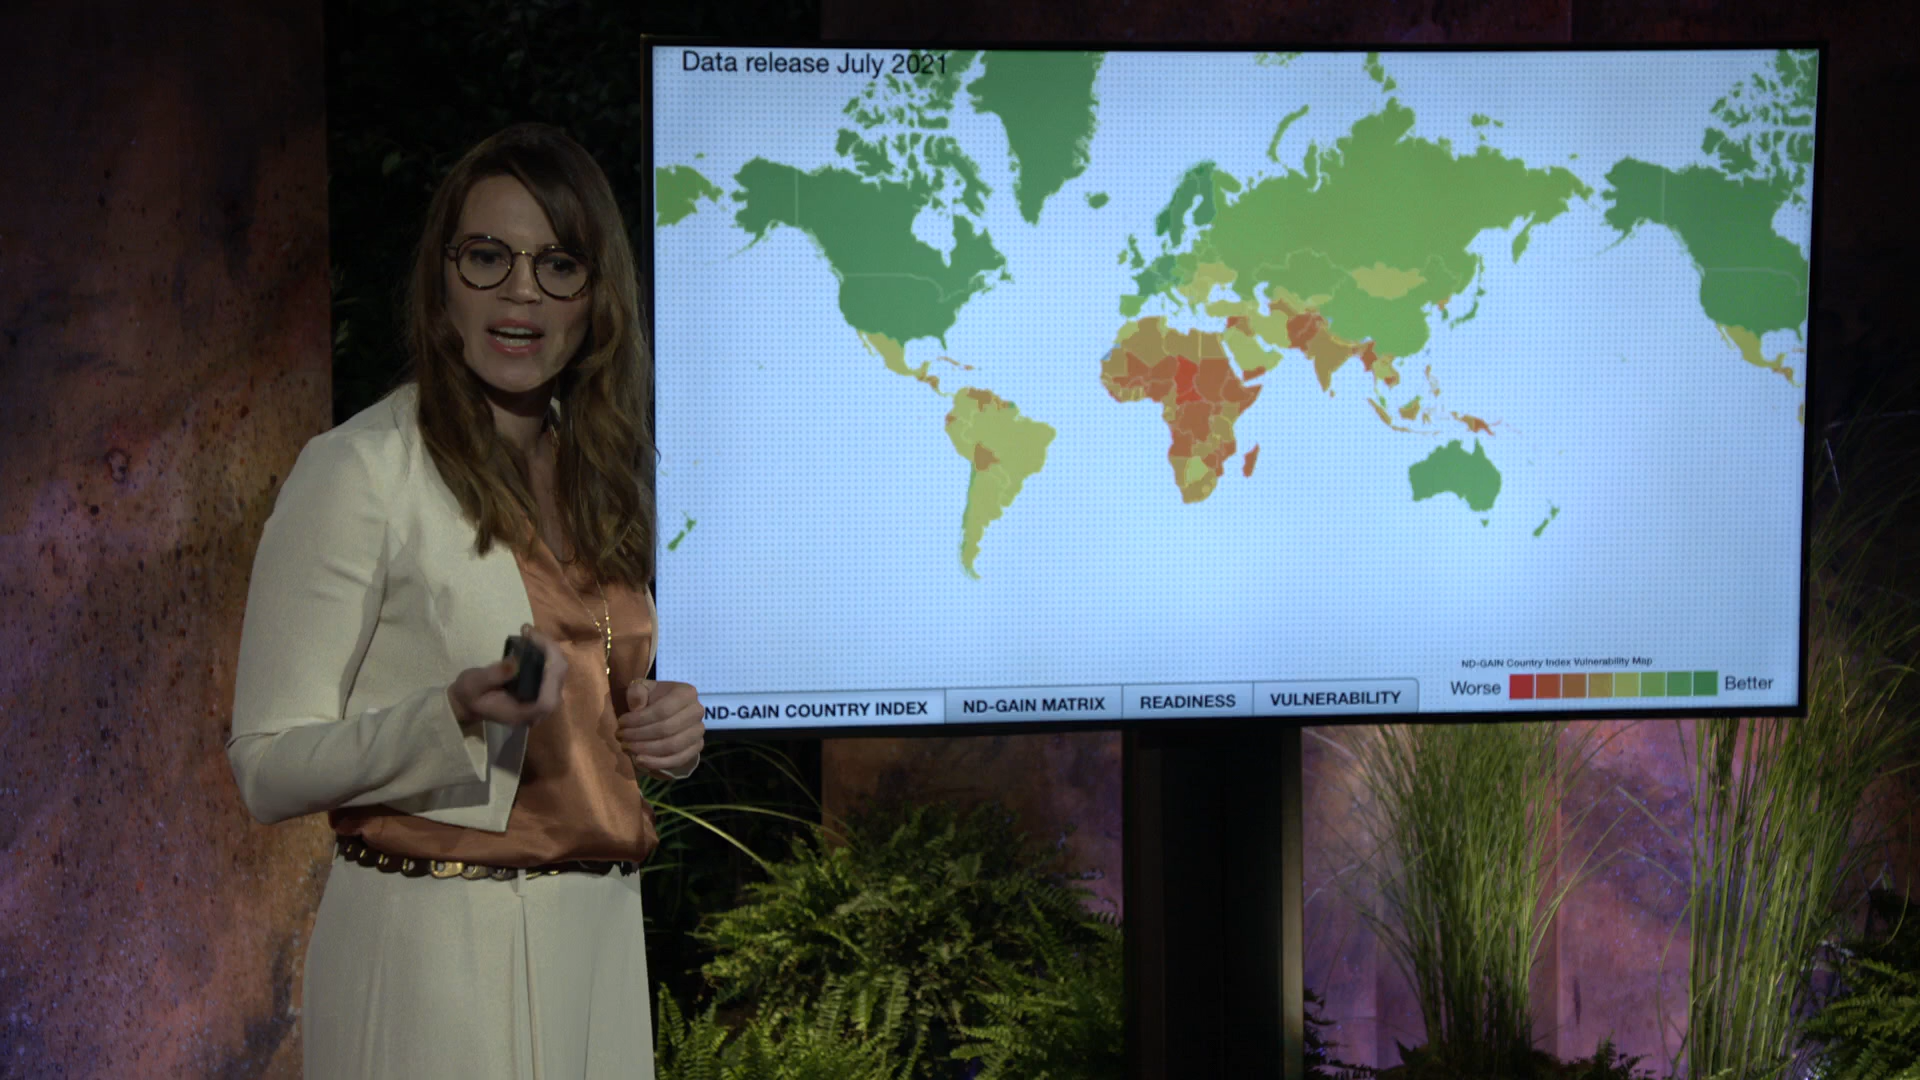 Data release July 2021
ND-GAIN Country Index Vulnerability Map
Worse
Better
ND-GAIN COUNTRY INDEX
ND-GAIN MATRIX
READINESS
VULNERABILITY